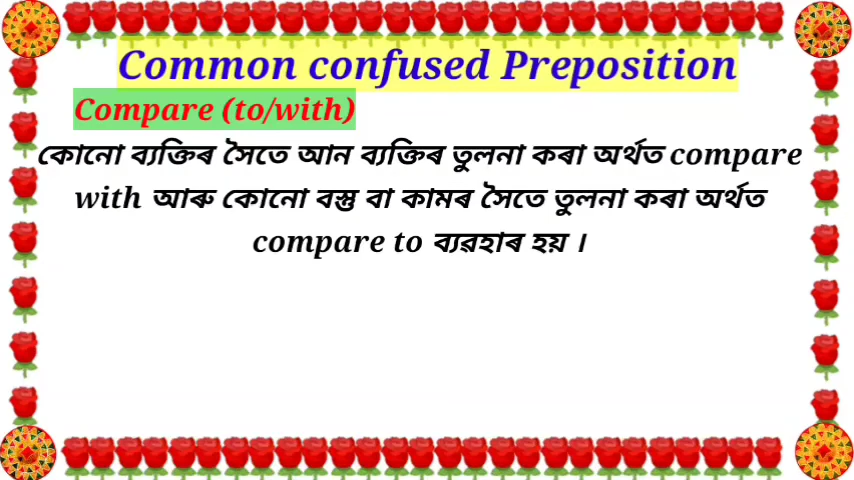 Common confused Preposition
Compare (to/with)
কোনো ব্যক্তিৰ সৈতে আন ব্যক্তিৰ তুলনা কৰা অৰ্থত compare
with আৰু কোনো বস্তু বা কামৰ সৈতে তুলনা কৰা অৰ্থত
compare to ব্যৱহাৰ হয় ।